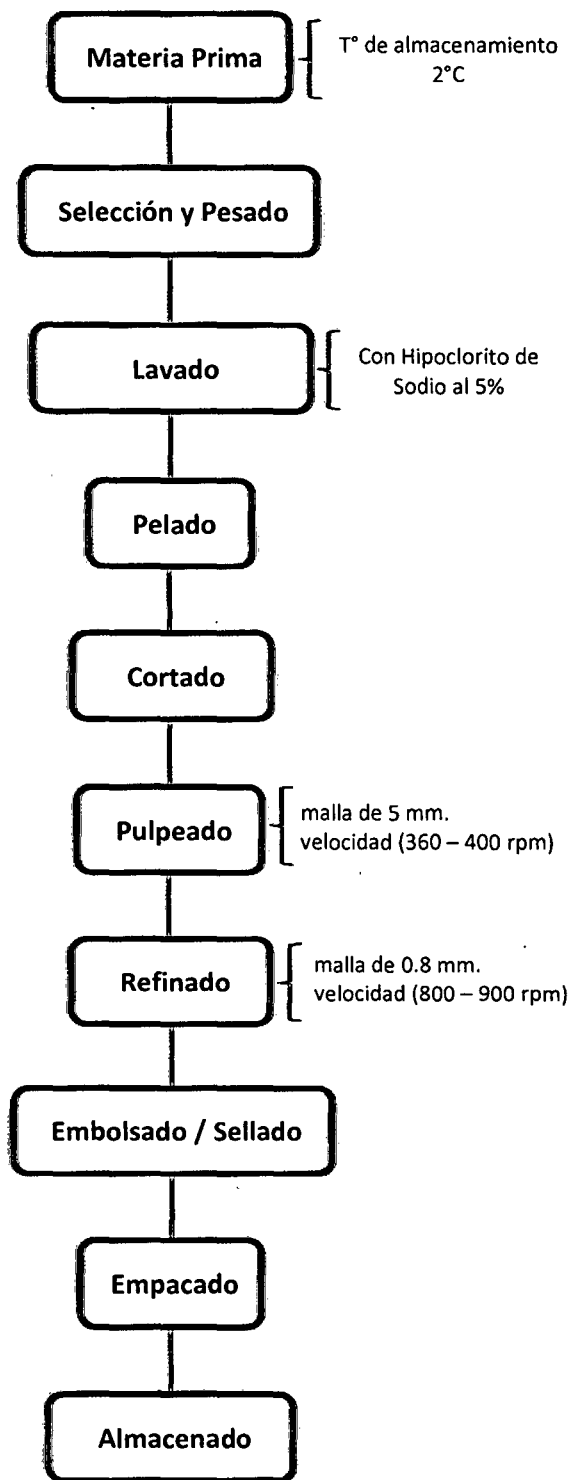 Materia Prima
T° de almacenamiento
2°C
Selección y Pesado
Lavado
Con Hipoclorito de
Sodio al 5%
Pelado
Cortado
Pulpeado
malla de 5 mm.
velocidad (360 – 400 rpm)
Refinado
malla de 0.8 mm.
velocidad (800 – 900 rpm)
Embolsado / Sellado
Empacado
Almacenado